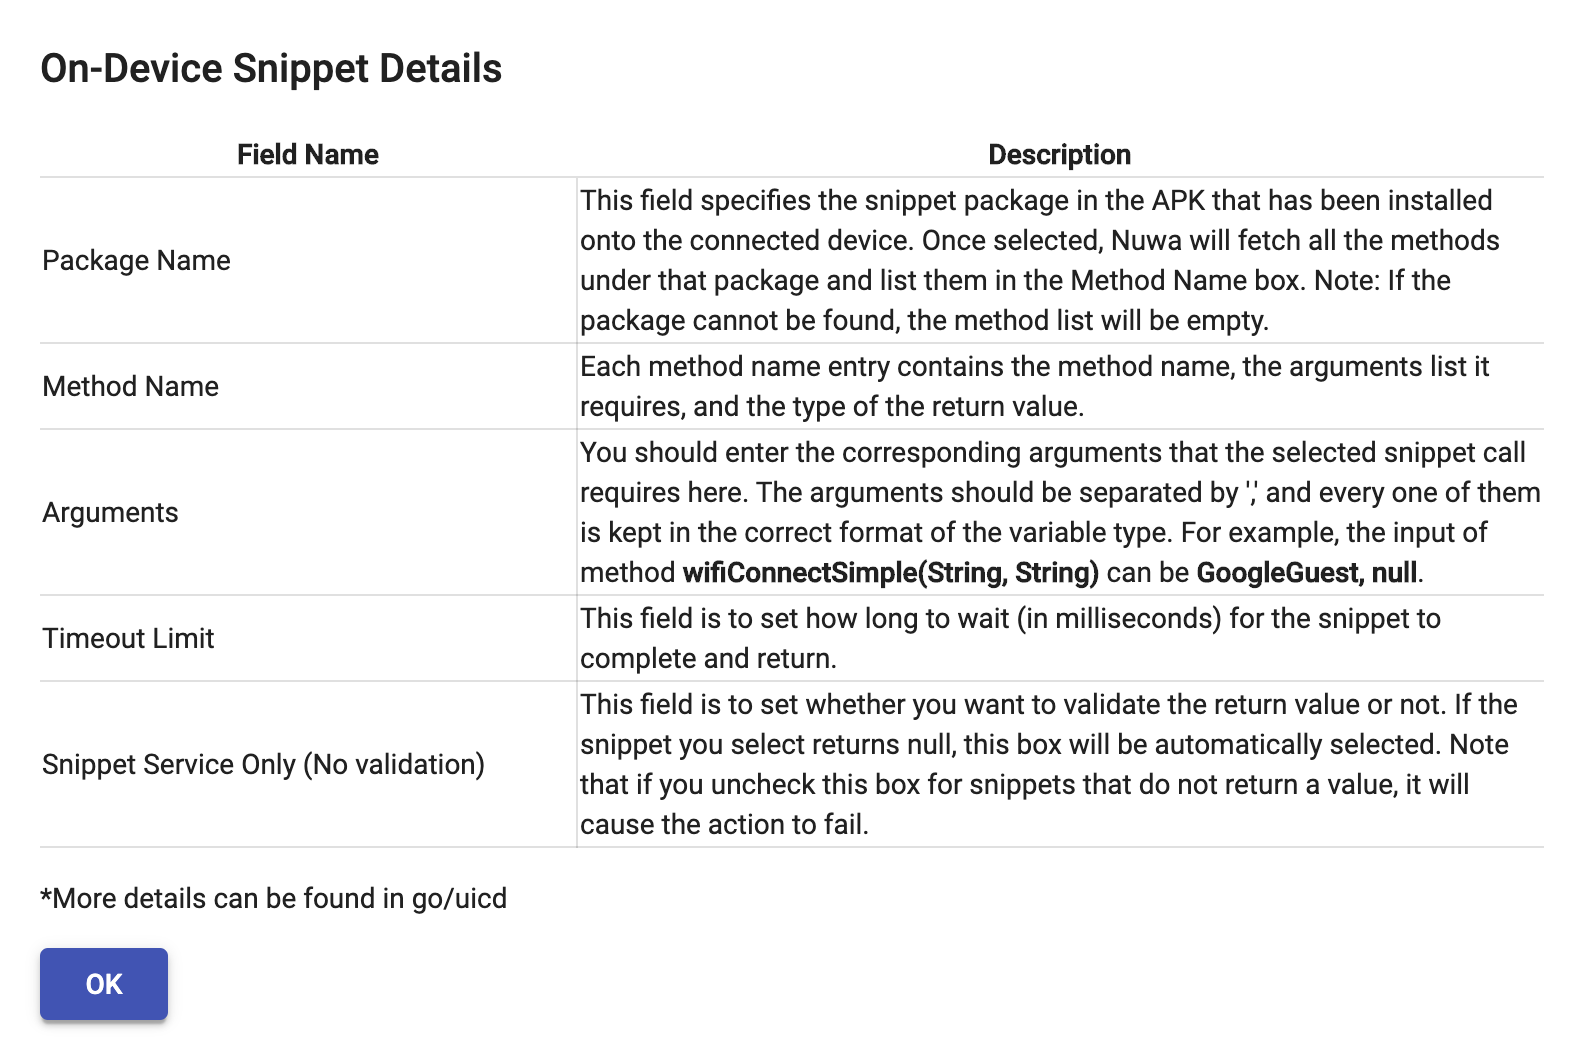 On-Device Snippet Details
Field Name
Description
Package Name
This field specifies the snippet package in the APK that has been installed
onto the connected device. Once selected, Nuwa will fetch all the methods
under that package and list them in the Method Name box. Note: If the
package cannot be found, the method list will be empty.
Method Name
Each method name entry contains the method name, the arguments list it
requires, and the type of the return value.
Arguments
You should enter the corresponding arguments that the selected snippet call
requires here. The arguments should be separated by ',' and every one of them
is kept in the correct format of the variable type. For example, the input of
method wifiConnectSimple(String, String) can be GoogleGuest, null.
Timeout Limit
This field is to set how long to wait (in milliseconds) for the snippet to
complete and return.
Snippet Service Only (No validation)
This field is to set whether you want to validate the return value or not. If the
snippet you select returns null, this box will be automatically selected. Note
that if you uncheck this box for snippets that do not return a value, it will
cause the action to fail.
*More details can be found in go/uicd
OK